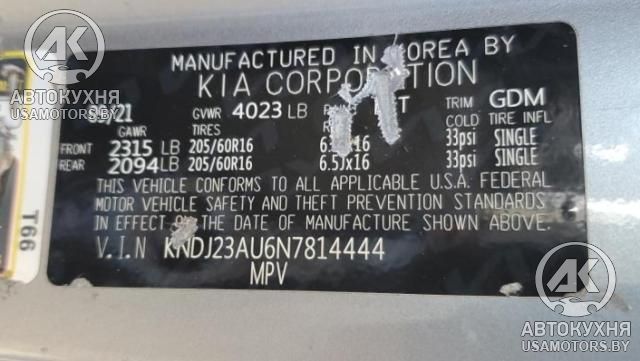 MANUFACTURED IN KOREA BY
KIA CORPORATION
/21 GVWR 4023 LB TRIM GDM
GAWR TIRES COLD TIRE INFL
FRONT 2315 LB 205/60R16 33psi SINGLE
REAR 2094 LB 205/60R16 6.5Jx16 33psi SINGLE
THIS VEHICLE CONFORMS TO ALL APPLICABLE U.S.A. FEDERAL
MOTOR VEHICLE SAFETY AND THEFT PREVENTION STANDARDS
IN EFFECT ON THE DATE OF MANUFACTURE SHOWN ABOVE.
V.I.N KNDJ23AU6N7814444
MPV
T66
АВТОКУХНЯ
USAMOTORS.BY
АВТОКУХНЯ
USAMOTORS.BY